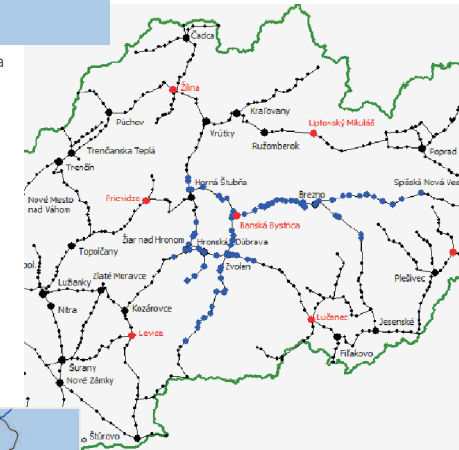 Čadca
a
Žilina
Púchov
Kraľovany
Vrútky
Liptovský Mikuláš
Ružomberok
Poprad
Trenčianska Teplá
Trenčín
Horná Štubňa
Spišská Nová Ves
Nové Mesto
nad Váhom
Prievidza
Brezno
Banská Bystrica
Žiar nad Hronom
Hronská Dúbrava
Topoľčany
Zvolen
pol.
Zlaté Moravce
Lužianky
Plešivec
Nitra
Kozárovce
Levice
Lučenec
Jesenské
Fiľakovo
Šurany
Nové Zámky
Štúrovo